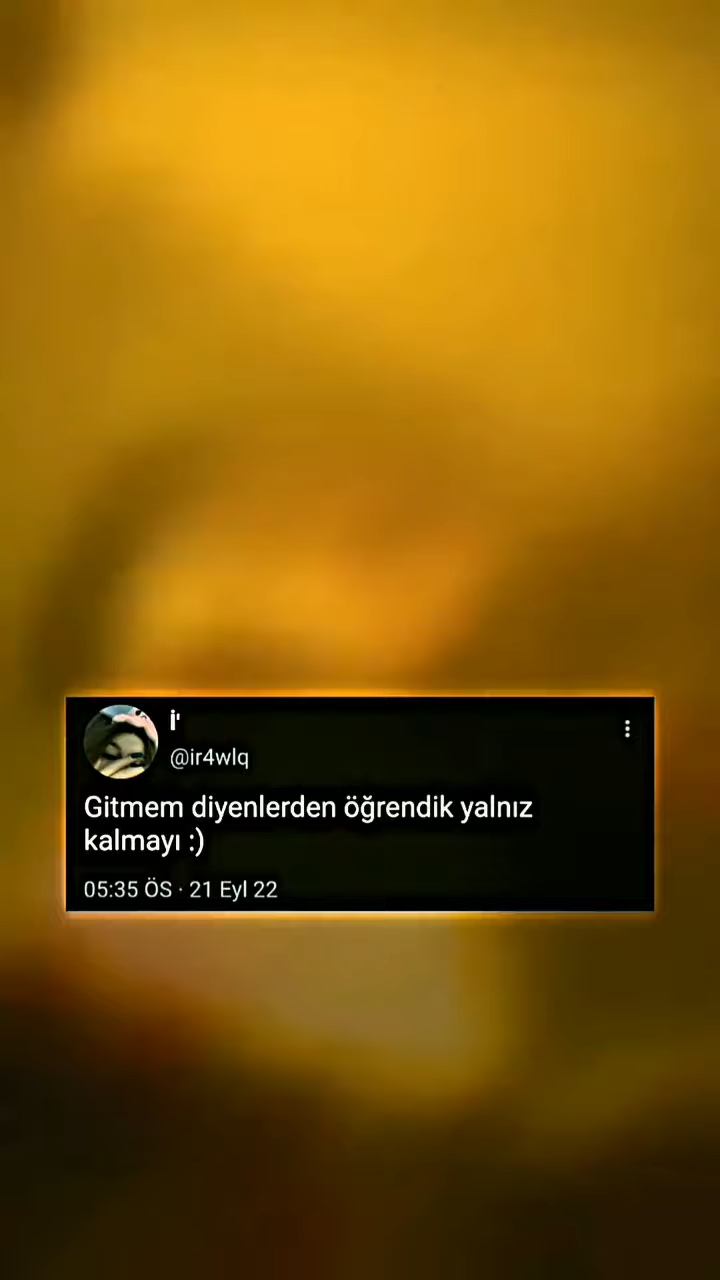 i'
@ir4wlq
Gitmem diyenlerden öğrendik yalnız
kalmayı :)
05:35 ÖS · 21 Eyl 22